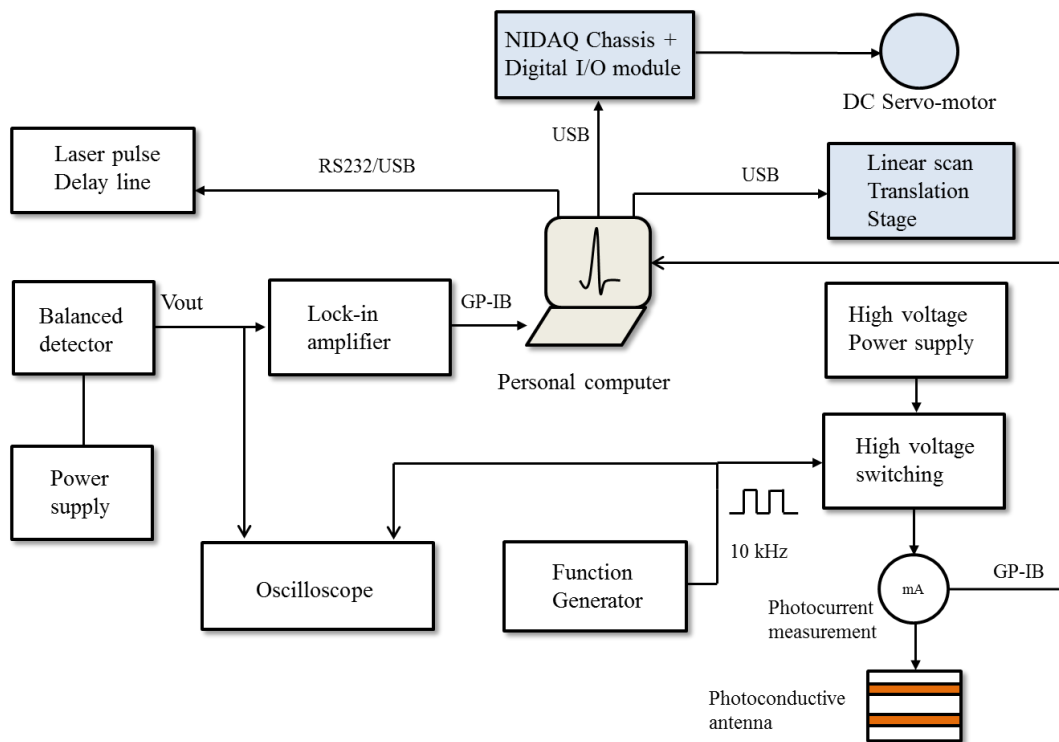 NIDAQ Chassis +
Digital I/O module
DC Servo-motor
USB
Laser pulse
Delay line
RS232/USB
USB
Linear scan
Translation
Stage
Balanced
detector
Vout
Lock-in
amplifier
GP-IB
Personal computer
High voltage
Power supply
Power
supply
High voltage
switching
10 kHz
Oscilloscope
Function
Generator
mA
GP-IB
Photocurrent
measurement
Photoconductive
antenna